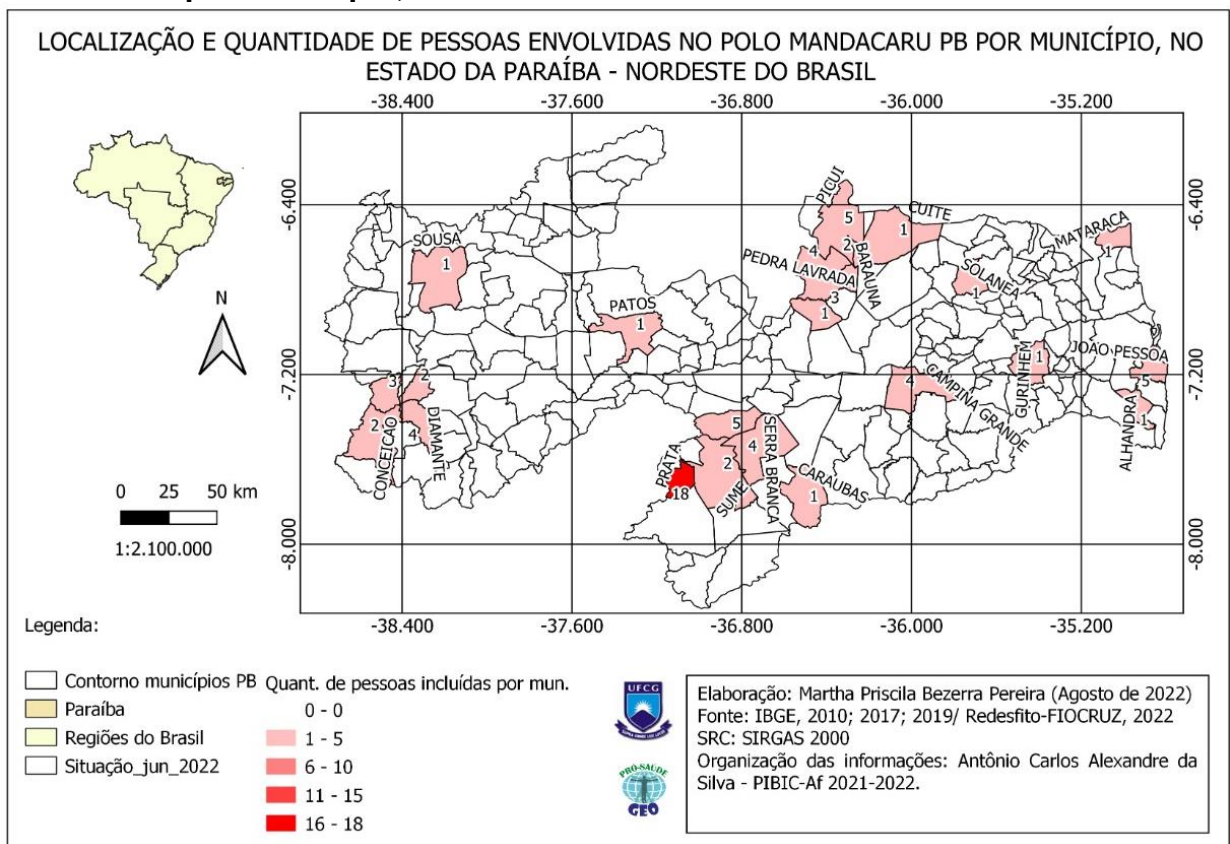 LOCALIZAÇÃO E QUANTIDADE DE PESSOAS ENVOLVIDAS NO POLO MANDACARU PB POR MUNICÍPIO, NO
ESTADO DA PARAÍBA - NORDESTE DO BRASIL
-38.400 -37.600 -36.800 -36.000 -35.200
-6.400 -6.400
-7.200 -7.200
-8.000 -8.000
N
SOUSA
1
PATOS
1
PICUI
5
CUITE
1
4
2
BARAUNA
PEDRA LAVRADA
3
1
MATARACA
1
SOLANEA
1
GURINHEM
1
JOÃO PESSOA
5
ALHANDRA
1
CAMPINA GRANDE
4
3
2
2
4
CONCEICAO
DIAMANTE
5
4
2
SERRA BRANCA
SUME
PRATA
18
CARAUBAS
1
0 25 50 km
1:2.100.000
-38.400 -37.600 -36.800 -36.000 -35.200
Legenda:
Contorno municípios PB
Paraíba
Regiões do Brasil
Situação_jun_2022
Quant. de pessoas incluídas por mun.
0 - 0
1 - 5
6 - 10
11 - 15
16 - 18
UFCG
PRÓ-SAÚDE
GEO
Elaboração: Martha Priscila Bezerra Pereira (Agosto de 2022)
Fonte: IBGE, 2010; 2017; 2019/ Redesfito-FIOCRUZ, 2022
SRC: SIRGAS 2000
Organização das informações: Antônio Carlos Alexandre da
Silva - PIBIC-Af 2021-2022.